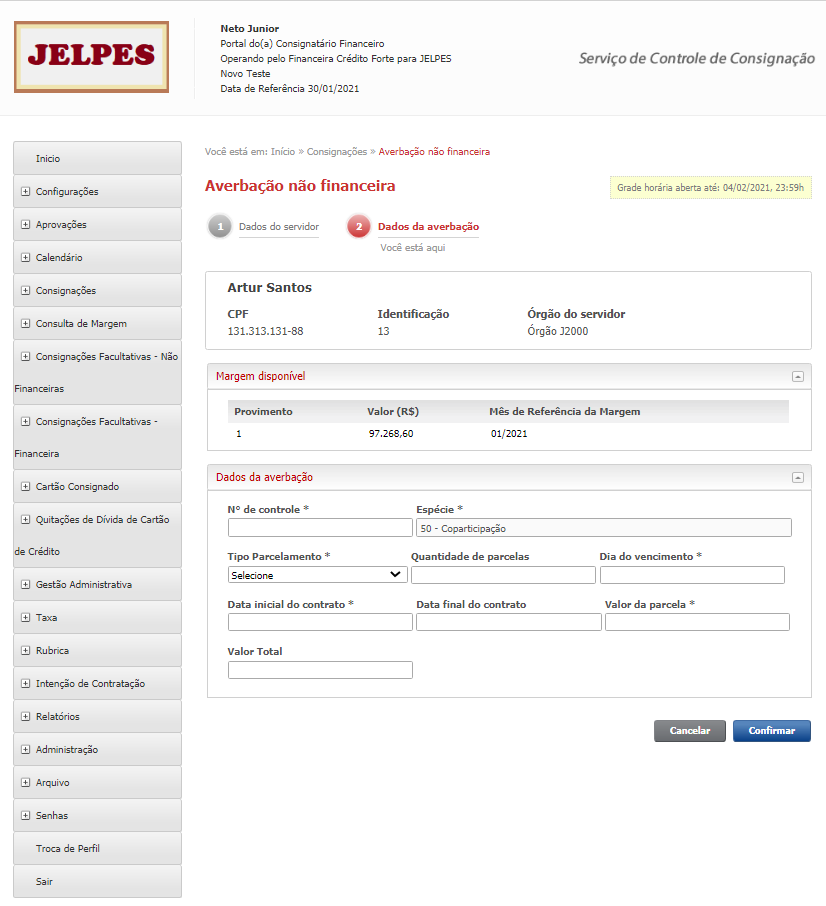 JELPES
Neto Junior
Portal do(a) Consignatário Financeiro
Operando pelo Financeira Crédito Forte para JELPES
Novo Teste
Data de Referência 30/01/2021
Serviço de Controle de Consignação
Inicio
Configurações
Aprovações
Calendário
Consignações
Consulta de Margem
Consignações Facultativas - Não
Financeiras
Consignações Facultativas -
Financeira
Cartão Consignado
Quitações de Dívida de Cartão
de Crédito
Gestão Administrativa
Taxa
Rubrica
Intenção de Contratação
Relatórios
Administração
Arquivo
Senhas
Troca de Perfil
Sair
Você está em: Início » Consignações » Averbação não financeira
Averbação não financeira
Grade horária aberta até: 04/02/2021, 23:59h
1 Dados do servidor 2 Dados da averbação
Você está aqui
Artur Santos
CPF Identificação Órgão do servidor
131.313.131-88 13 Órgão J2000
Margem disponível
Provimento Valor (R$) Mês de Referência da Margem
1 97.268,60 01/2021
Dados da averbação
N° de controle * Espécie *
50 - Coparticipação
Tipo Parcelamento * Quantidade de parcelas Dia do vencimento *
Selecione
Data inicial do contrato * Data final do contrato Valor da parcela *
Valor Total
Cancelar Confirmar